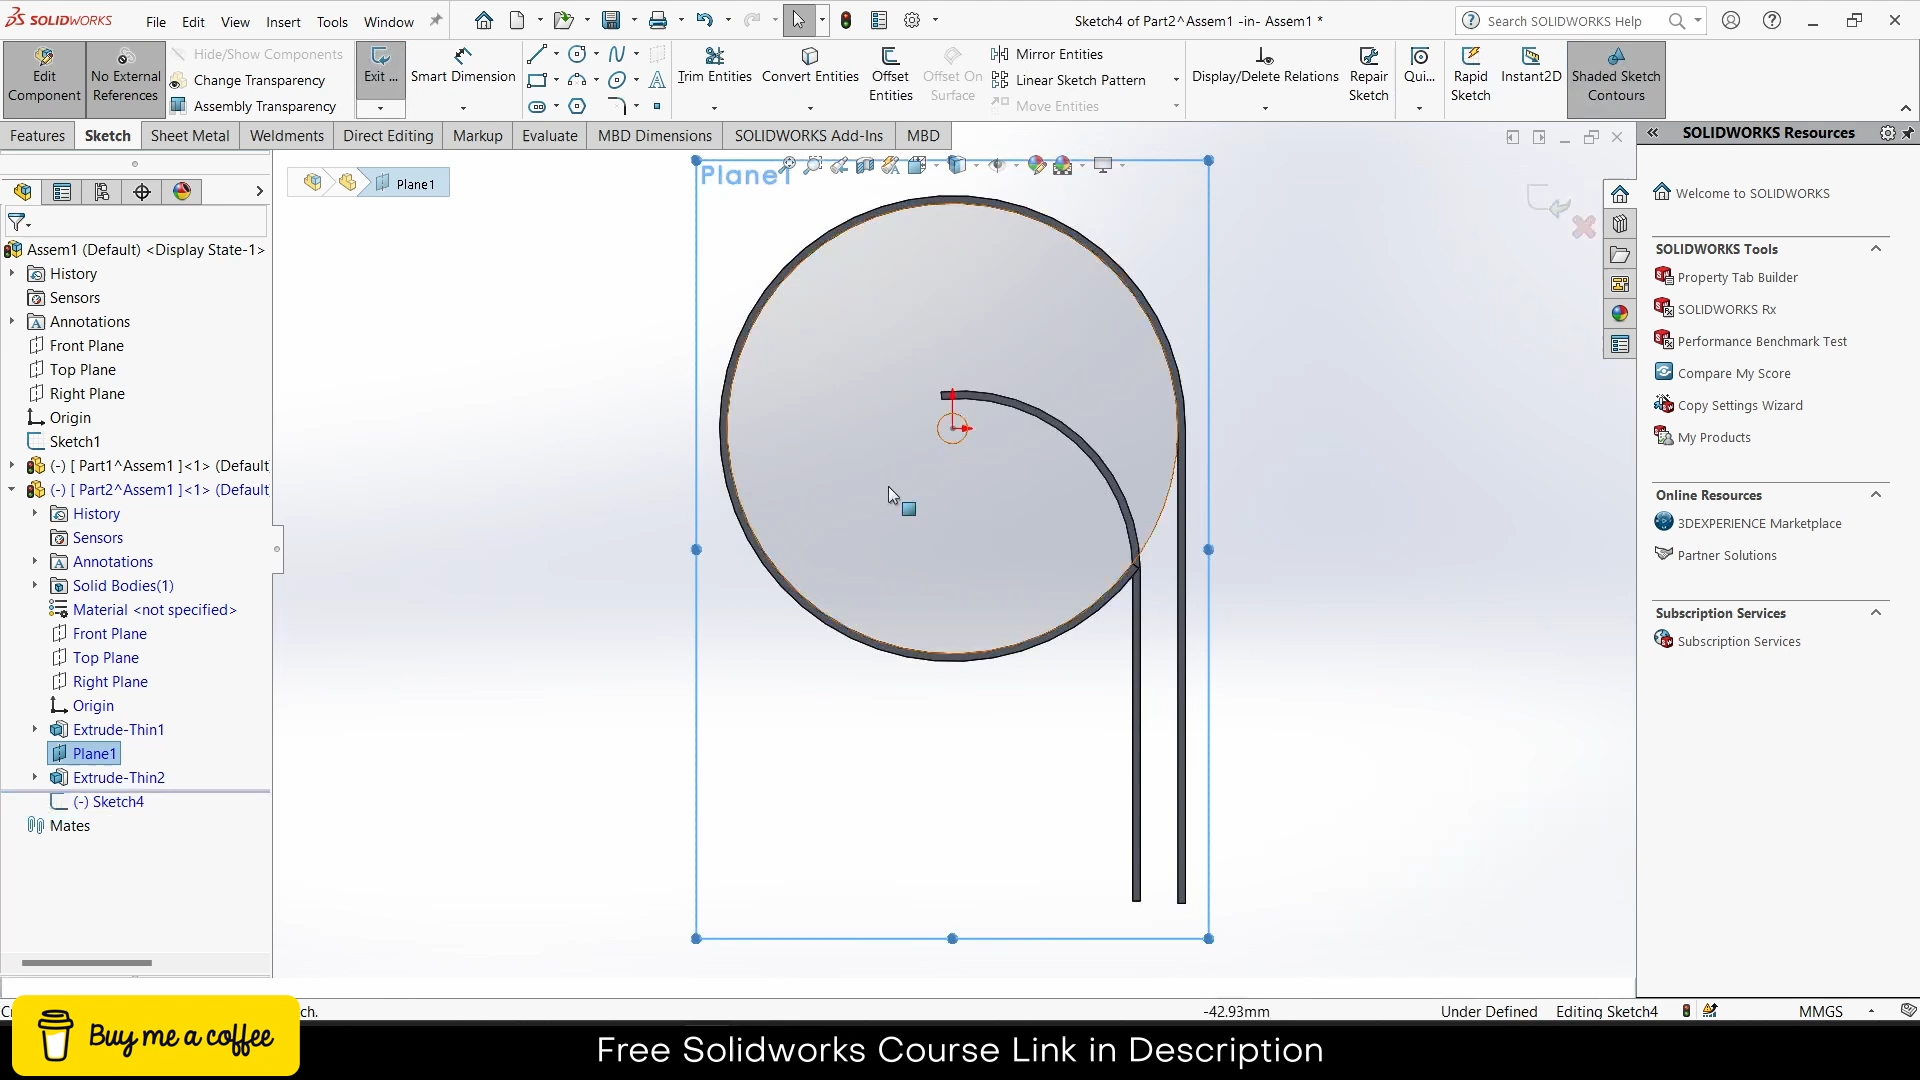 SOLIDWORKS File Edit View Insert Tools Window Sketch4 of Part2^Assem1 -in- Assem1 * Search SOLIDWORKS Help
Edit Component
No External References
Hide/Show Components
Change Transparency
Assembly Transparency
Exit ...
Smart Dimension
Trim Entities
Convert Entities
Offset Entities
Offset On Surface
Mirror Entities
Linear Sketch Pattern
Move Entities
Display/Delete Relations
Repair Sketch
Qui...
Rapid Sketch
Instant2D
Shaded Sketch Contours
Features Sketch Sheet Metal Weldments Direct Editing Markup Evaluate MBD Dimensions SOLIDWORKS Add-Ins MBD
Plane1
Plane1
Assem1 (Default) <Display State-1>
History
Sensors
Annotations
Front Plane
Top Plane
Right Plane
Origin
Sketch1
(-) [ Part1^Assem1 ]<1> (Default
(-) [ Part2^Assem1 ]<1> (Default
History
Sensors
Annotations
Solid Bodies(1)
Material <not specified>
Front Plane
Top Plane
Right Plane
Origin
Extrude-Thin1
Plane1
Extrude-Thin2
(-) Sketch4
Mates
SOLIDWORKS Resources
Welcome to SOLIDWORKS
SOLIDWORKS Tools
Property Tab Builder
SOLIDWORKS Rx
Performance Benchmark Test
Compare My Score
Copy Settings Wizard
My Products
Online Resources
3DEXPERIENCE Marketplace
Partner Solutions
Subscription Services
Subscription Services
ch. -42.93mm Under Defined Editing Sketch4 MMGS
Buy me a coffee
Free Solidworks Course Link in Description